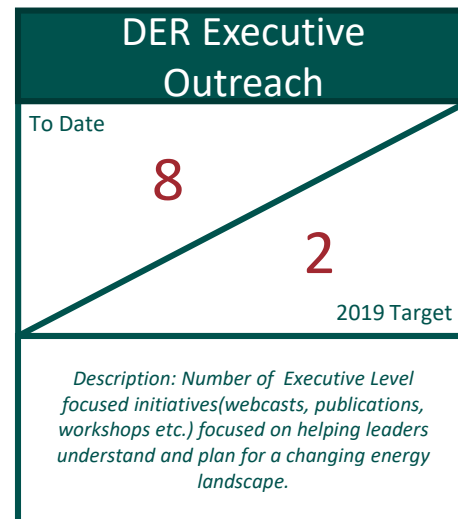 DER Executive
Outreach
To Date
8
2
2019 Target
Description: Number of  Executive Level
focused initiatives(webcasts, publications,
workshops etc.) focused on helping leaders
understand and plan for a changing energy
landscape.